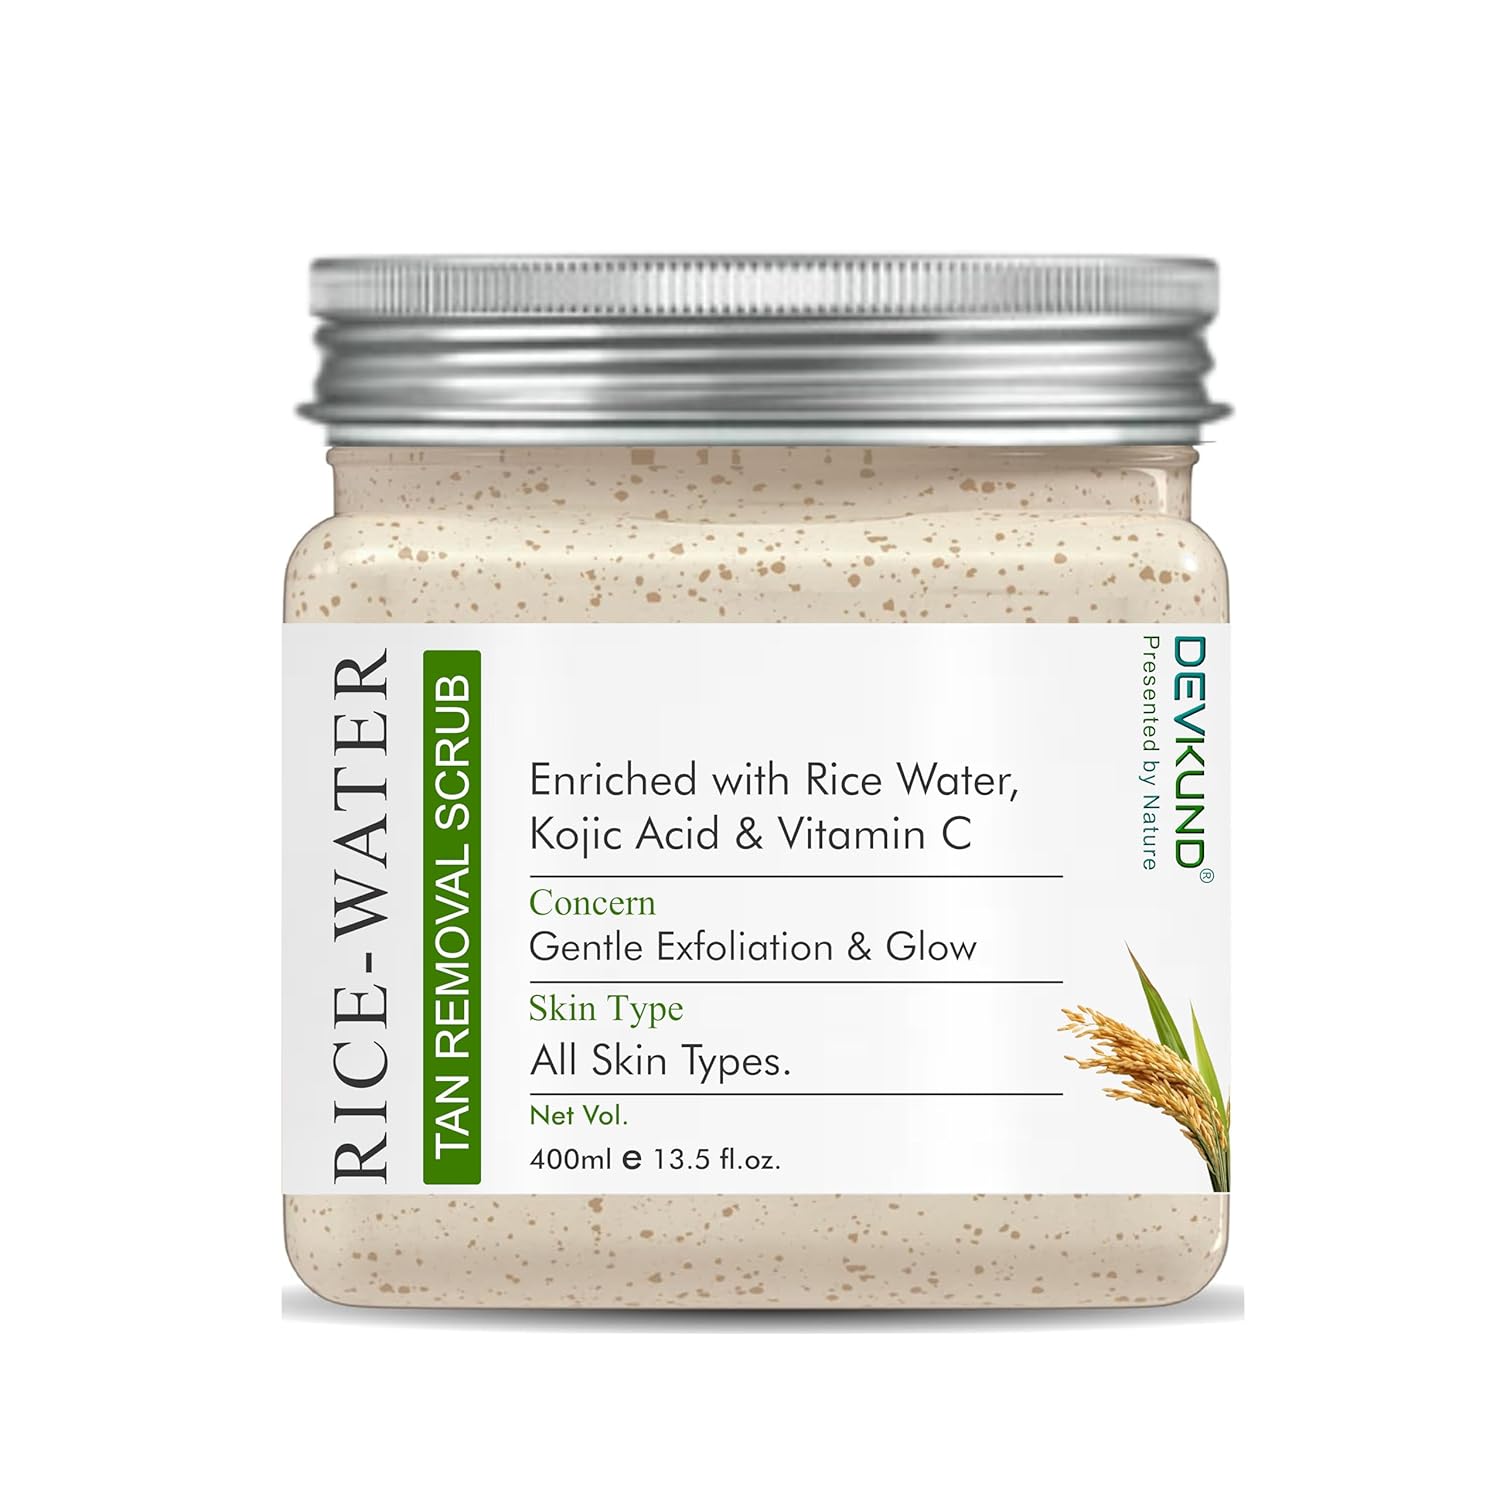 RICE-WATER
TAN REMOVAL SCRUB
Enriched with Rice Water,
Kojic Acid & Vitamin C
Concern
Gentle Exfoliation & Glow
Skin Type
All Skin Types.
Net Vol.
400ml e 13.5 fl.oz.
DEVKUND®
Presented by Nature